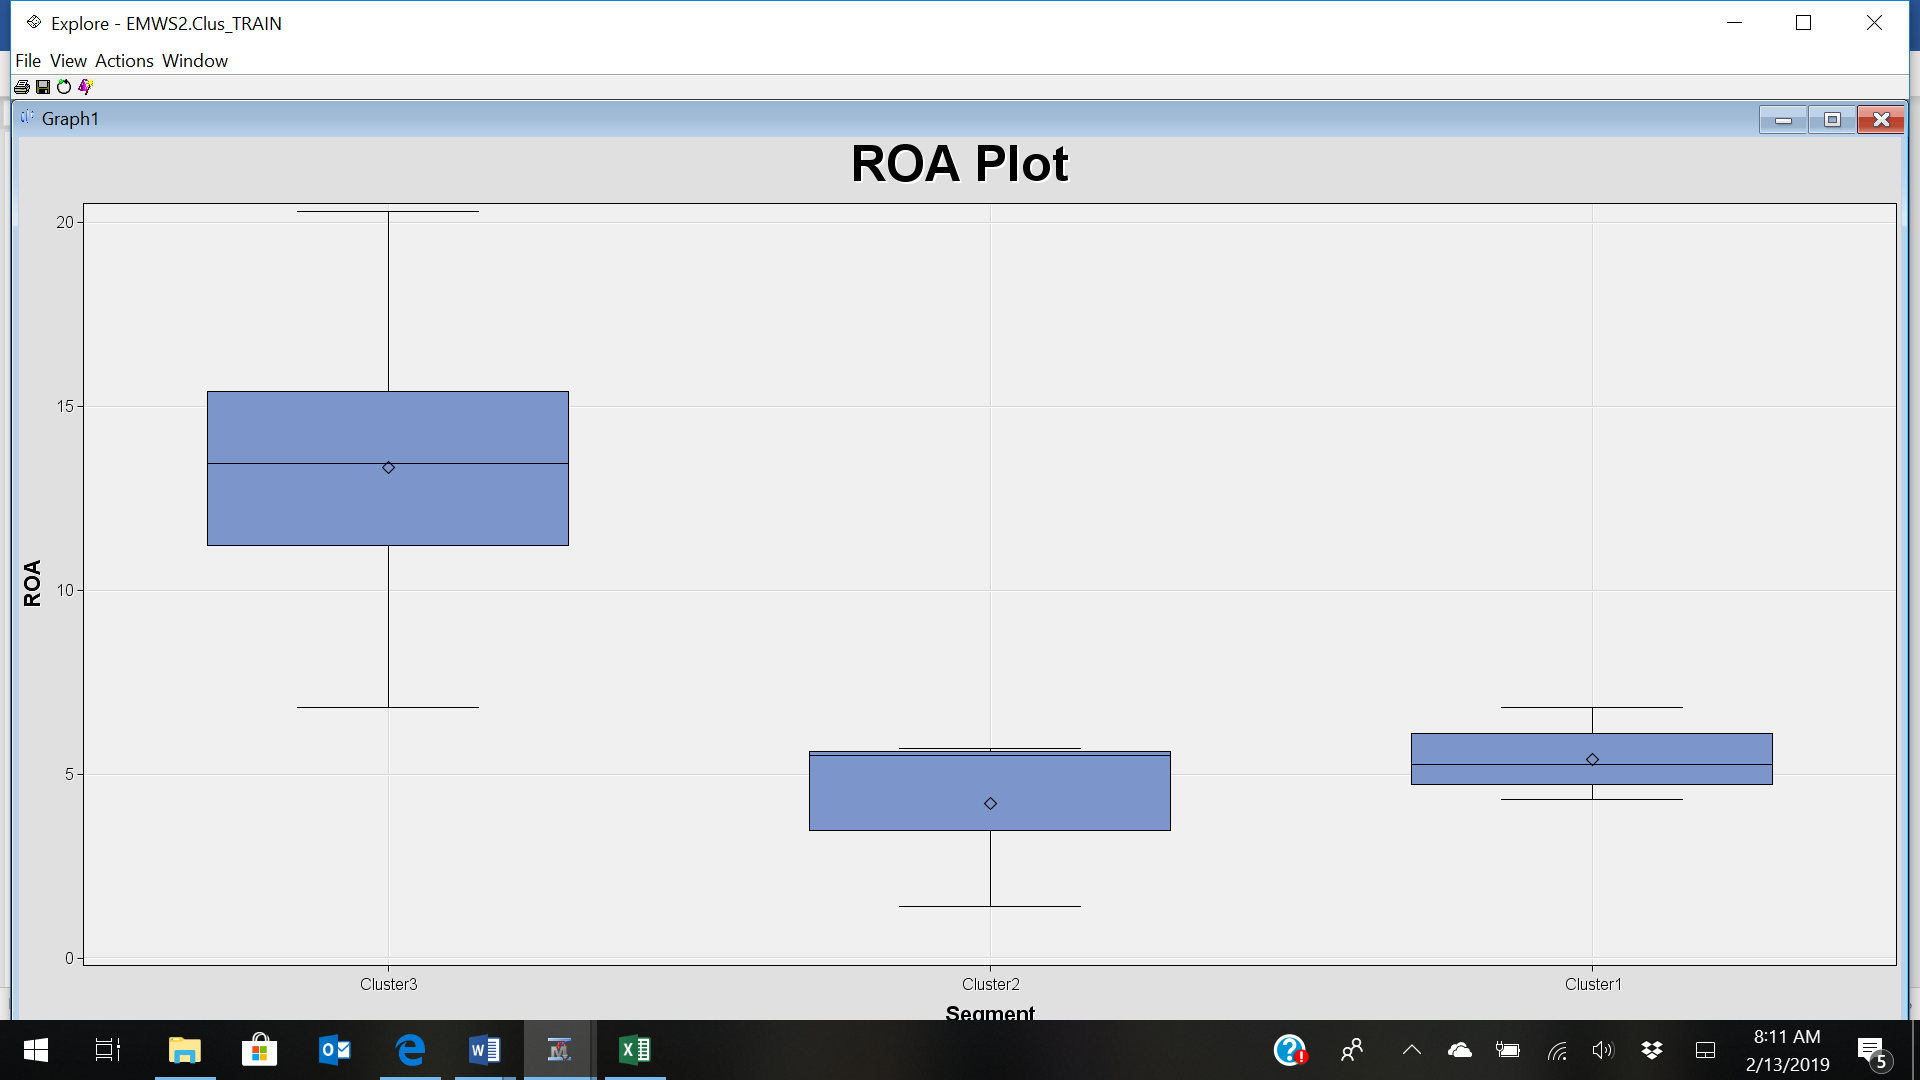 Explore - EMWS2.Clus_TRAIN
File View Actions Window
Graph1
ROA Plot
20
15
10
5
0
ROA
Cluster3 Cluster2 Cluster1
Segment
8:11 AM
2/13/2019
5